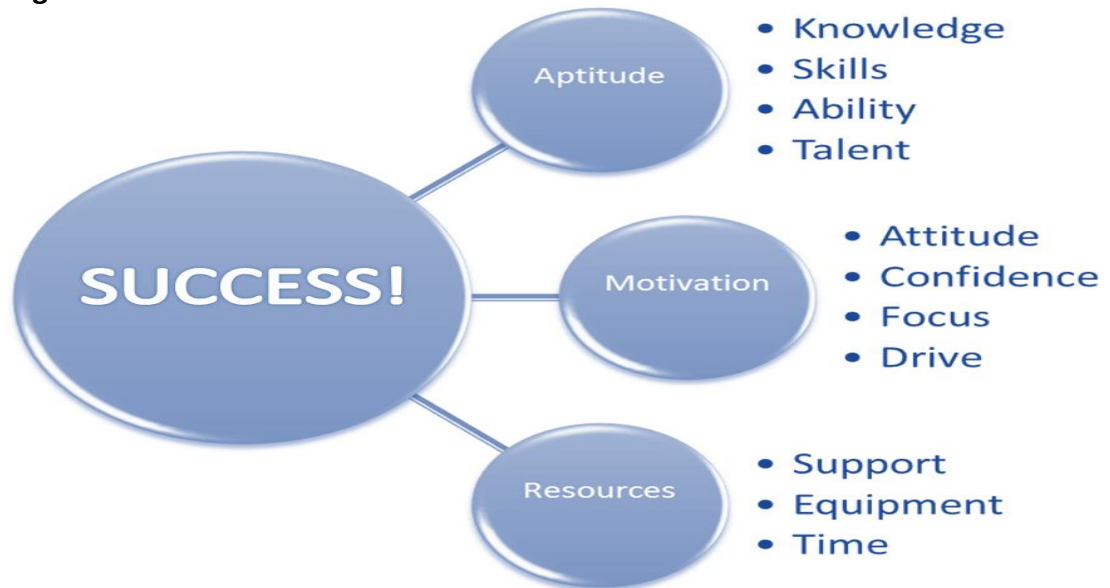 SUCCESS!
Aptitude
• Knowledge
• Skills
• Ability
• Talent
Motivation
• Attitude
• Confidence
• Focus
• Drive
Resources
• Support
• Equipment
• Time